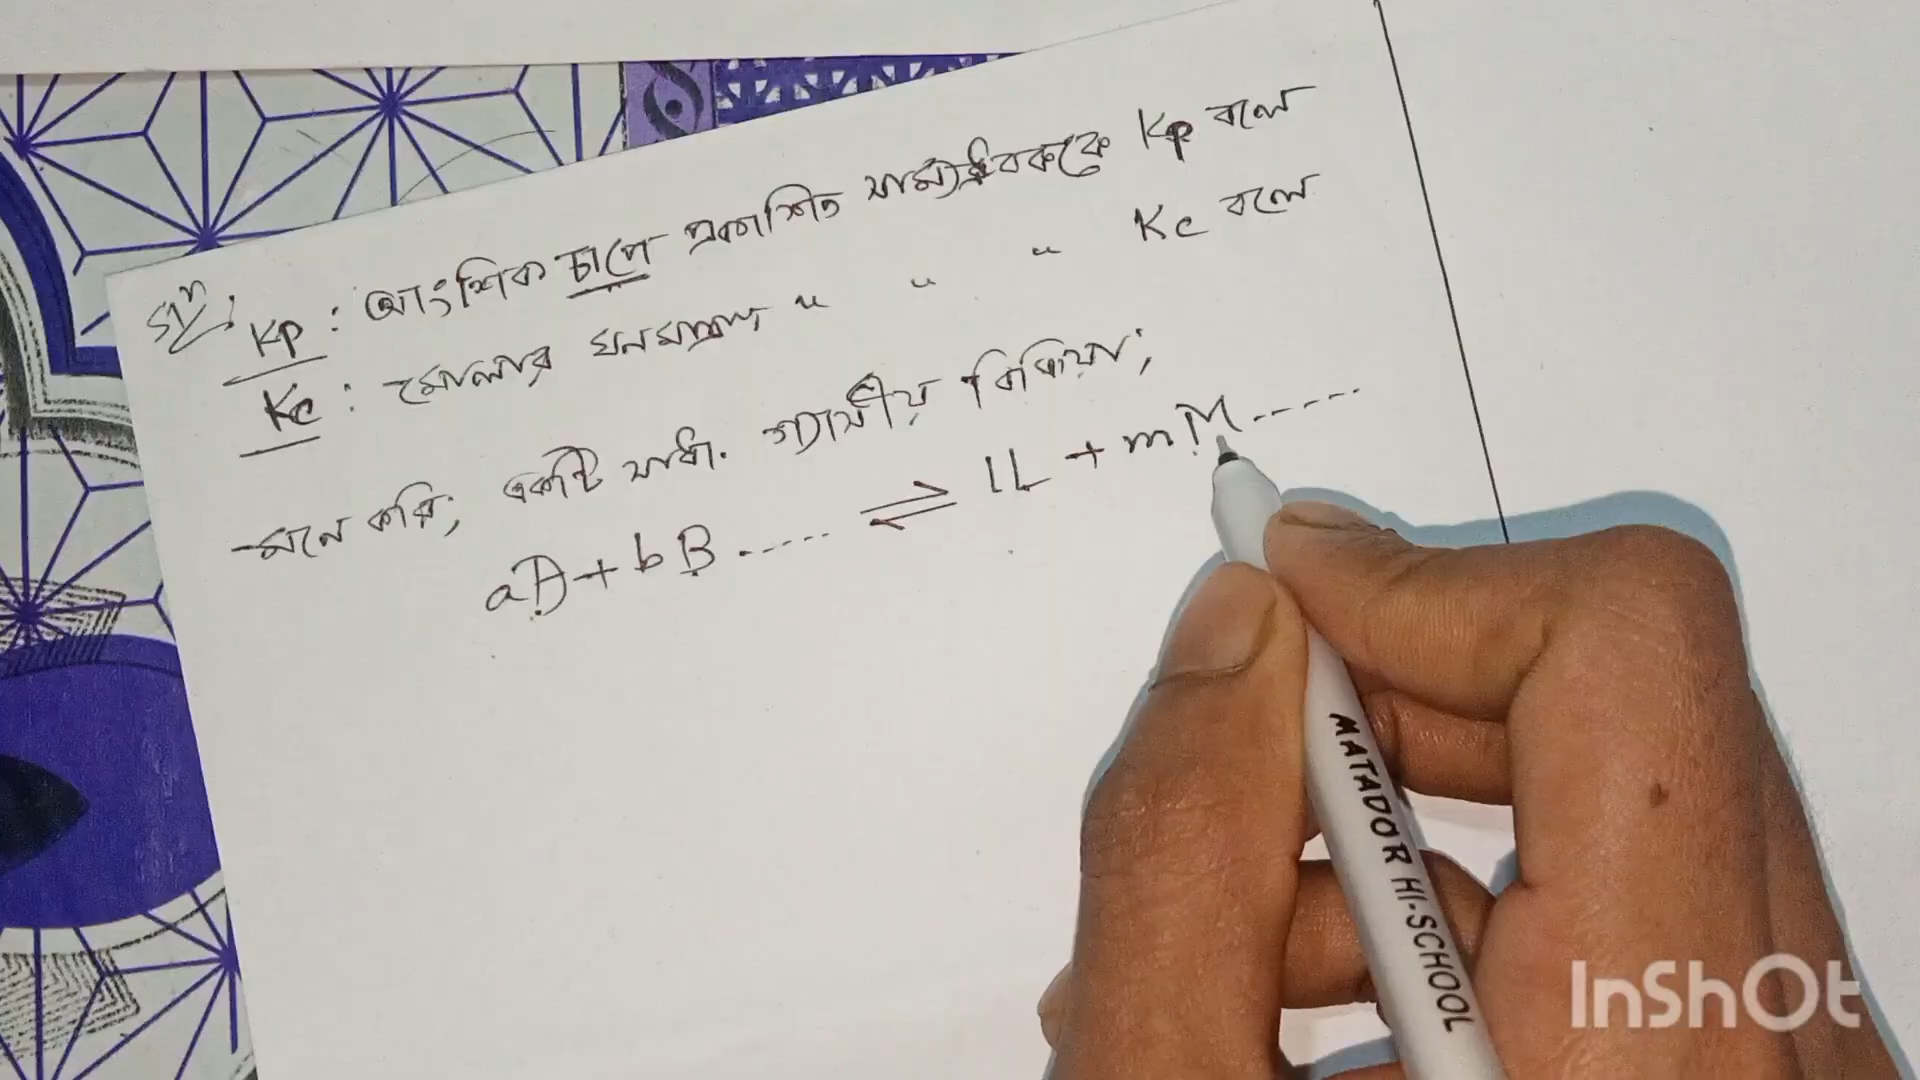 Kp : আংশিক চাপে প্রকাশিত সাম্যধ্রুবককে Kp বলে
Kc : মোলার ঘনমাত্রায় " " " Kc বলে
মনে করি; একটি সাধা. গ্যাসীয় বিক্রিয়া;
aA + bB ..... ⇌ lL + mM ......
MATADOR HI-SCHOOL
InShOt